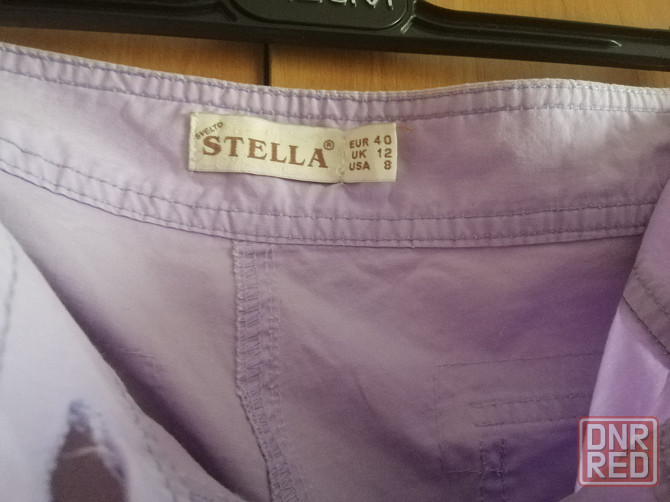 SVELTO
STELLA®
EUR 40
UK 12
USA 8
DNR
RED